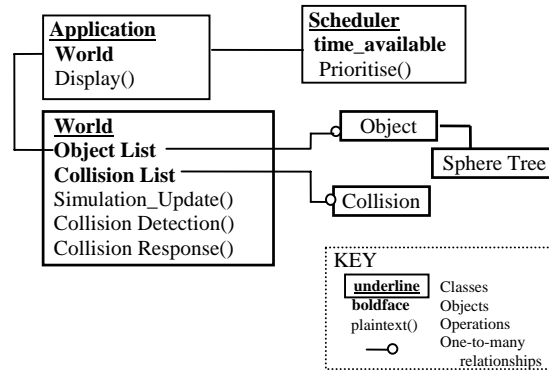 Application
World
Display()
Scheduler
time_available
Prioritise()
World
Object List
Collision List
Simulation_Update()
Collision Detection()
Collision Response()
Object
Sphere Tree
Collision
KEY
underline Classes
boldface Objects
plaintext() Operations
One-to-many
relationships